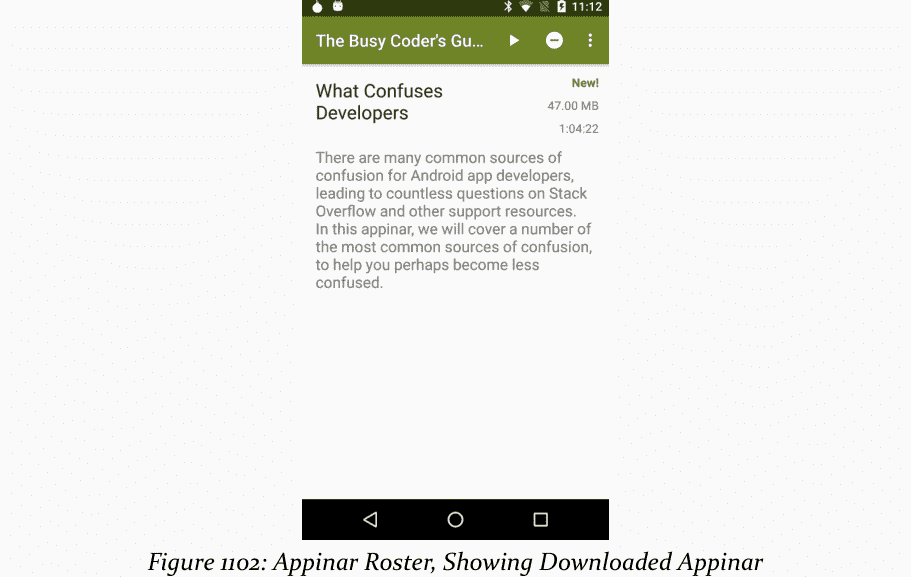 11:12
The Busy Coder's Gu...
What Confuses
Developers
New!
47.00 MB
1:04:22
There are many common sources of
confusion for Android app developers,
leading to countless questions on Stack
Overflow and other support resources.
In this appinar, we will cover a number of
the most common sources of confusion,
to help you perhaps become less
confused.
Figure 1102: Appinar Roster, Showing Downloaded Appinar